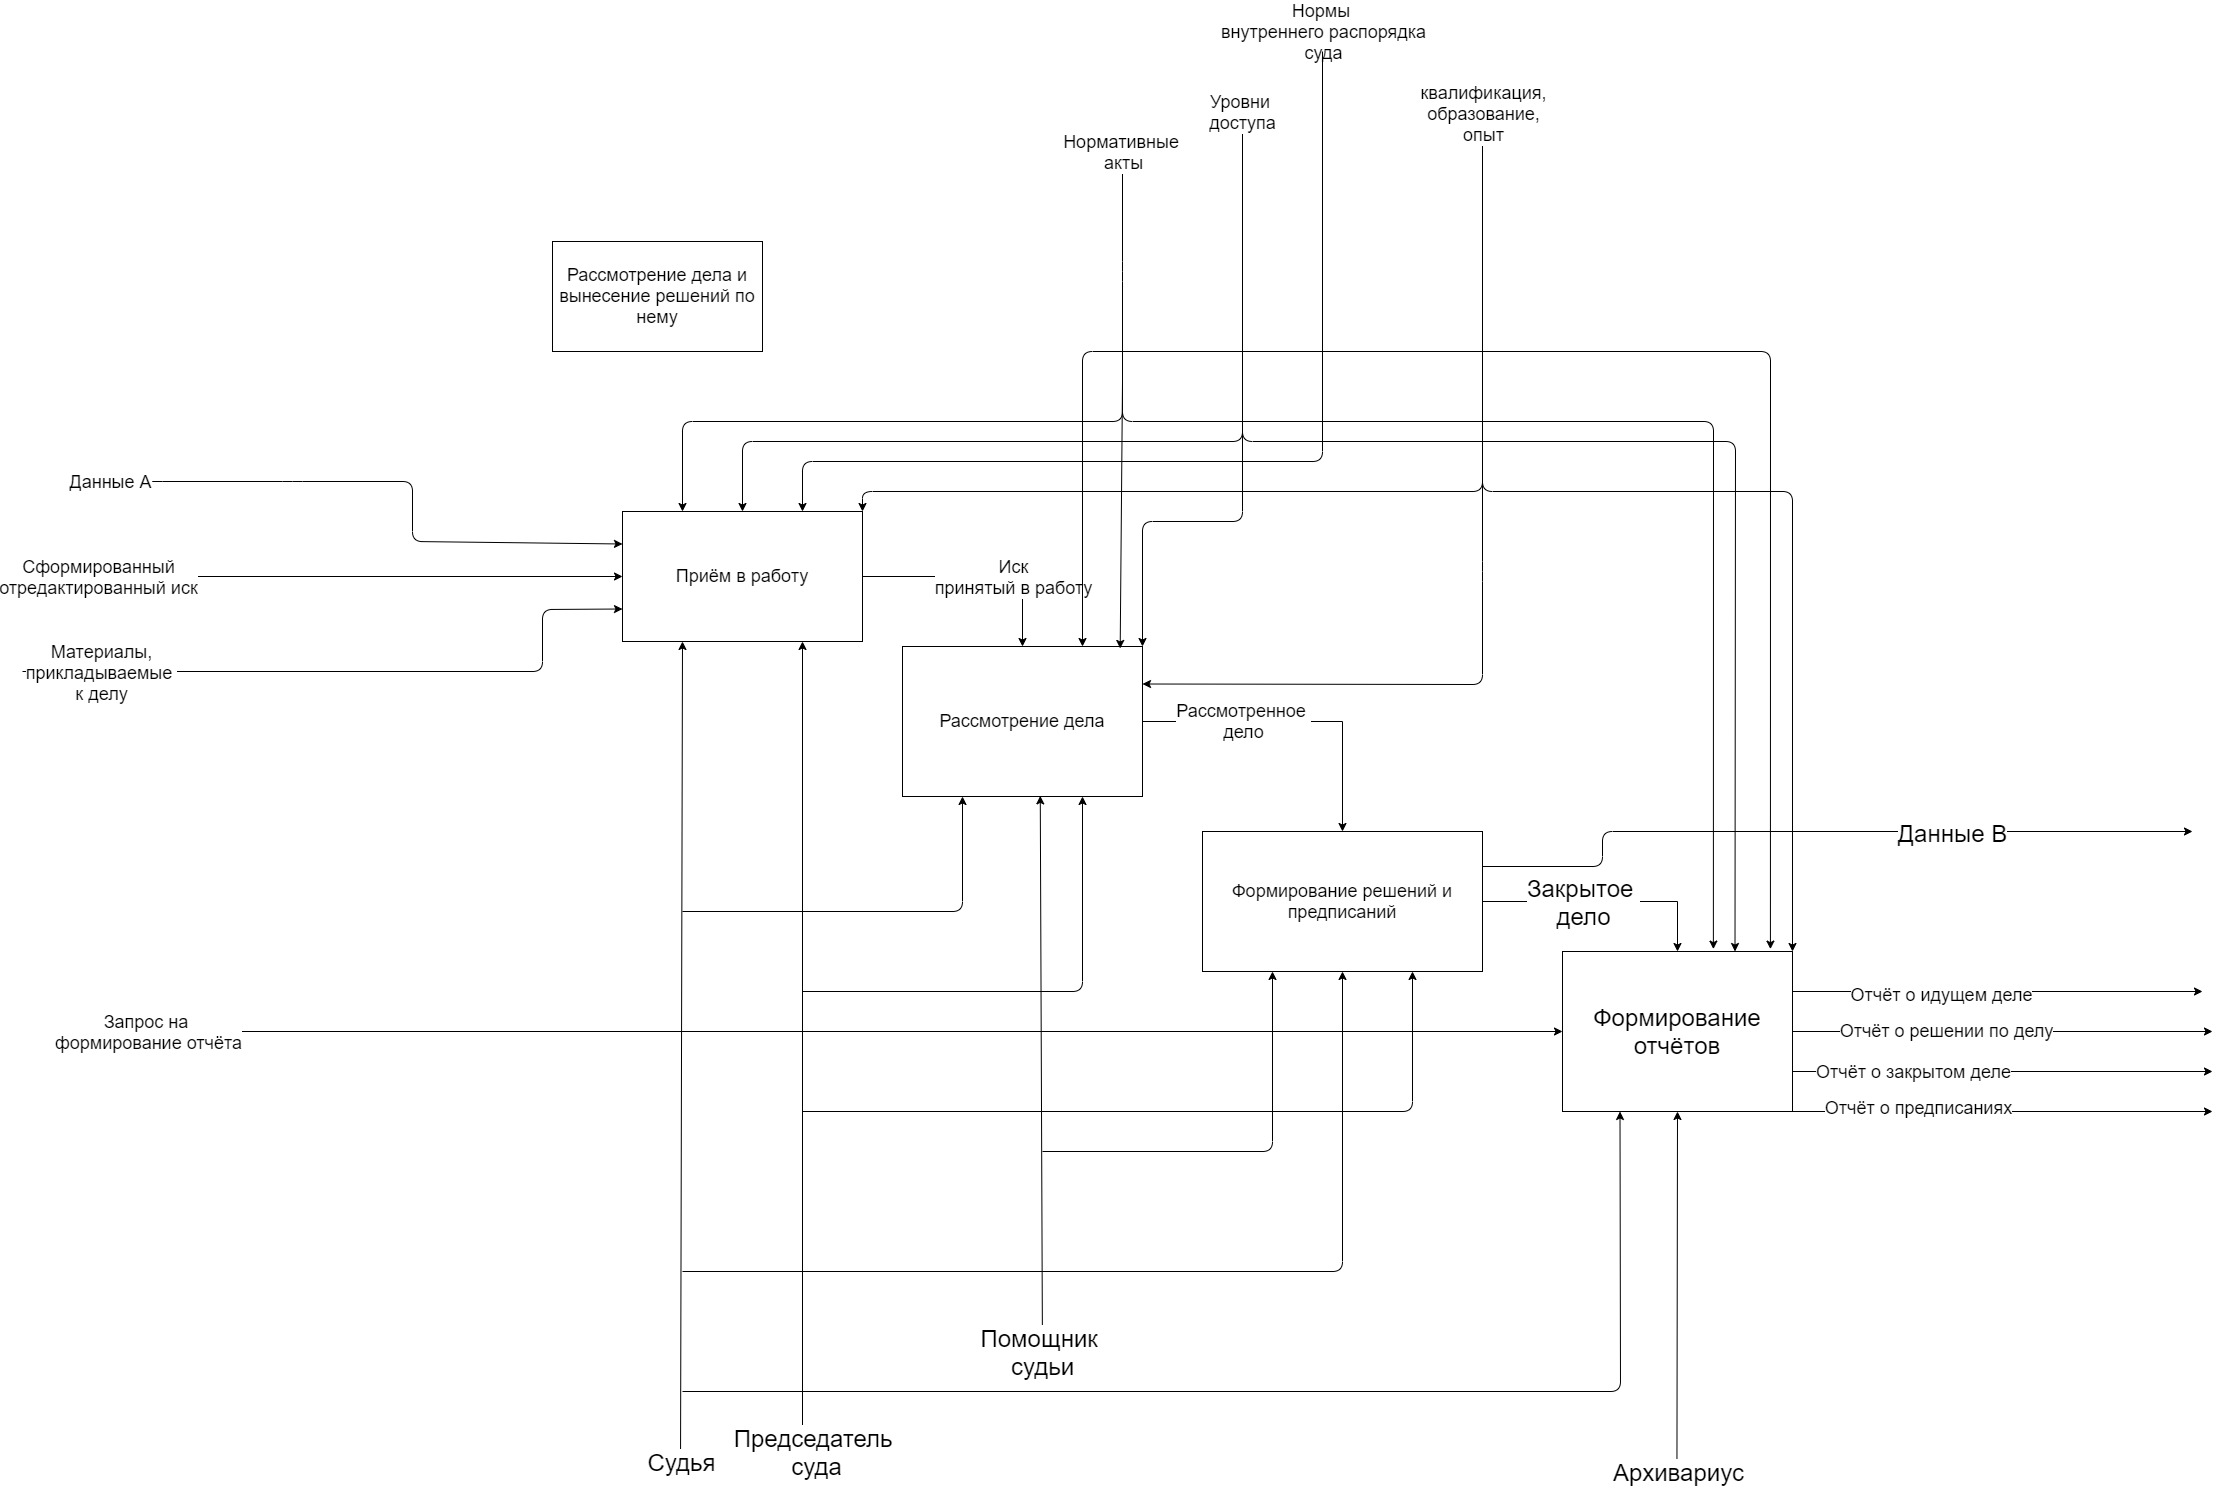 Нормы
внутреннего распорядка
суда
квалификация,
образование,
опыт
Уровни
доступа
Нормативные
акты
Рассмотрение дела и
вынесение решений по
нему
Данные А
Сформированный
отредактированный иск
Материалы,
прикладываемые
к делу
Приём в работу
Иск
принятый в работу
Рассмотрение дела
Рассмотренное
дело
Формирование решений и
предписаний
Данные В
Закрытое
дело
Запрос на
формирование отчёта
Формирование
отчётов
Отчёт о идущем деле
Отчёт о решении по делу
Отчёт о закрытом деле
Отчёт о предписаниях
Помощник
судьи
Судья
Председатель
суда
Архивариус